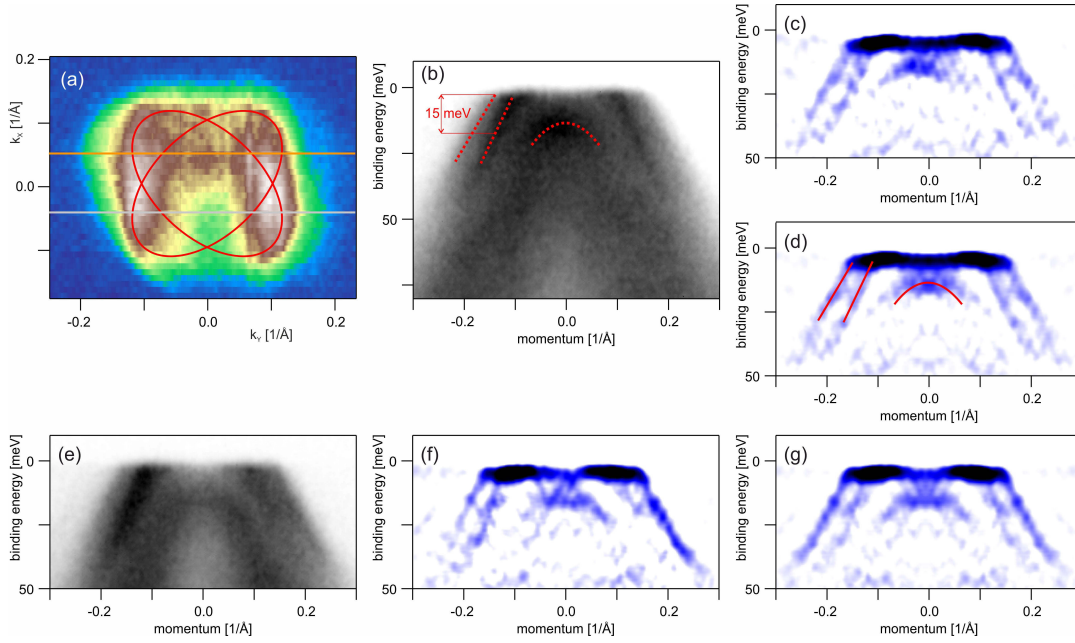 (a)
0.2
0.0
kₓ [1/Å]
-0.2
0.0
0.2
kᵧ [1/Å]
(b)
0
50
binding energy [meV]
15 meV
-0.2
0.0
0.2
momentum [1/Å]
(c)
0
50
binding energy [meV]
-0.2
0.0
0.2
momentum [1/Å]
(d)
0
50
binding energy [meV]
-0.2
0.0
0.2
momentum [1/Å]
(e)
0
50
binding energy [meV]
-0.2
0.0
0.2
momentum [1/Å]
(f)
0
50
binding energy [meV]
-0.2
0.0
0.2
momentum [1/Å]
(g)
0
50
binding energy [meV]
-0.2
0.0
0.2
momentum [1/Å]